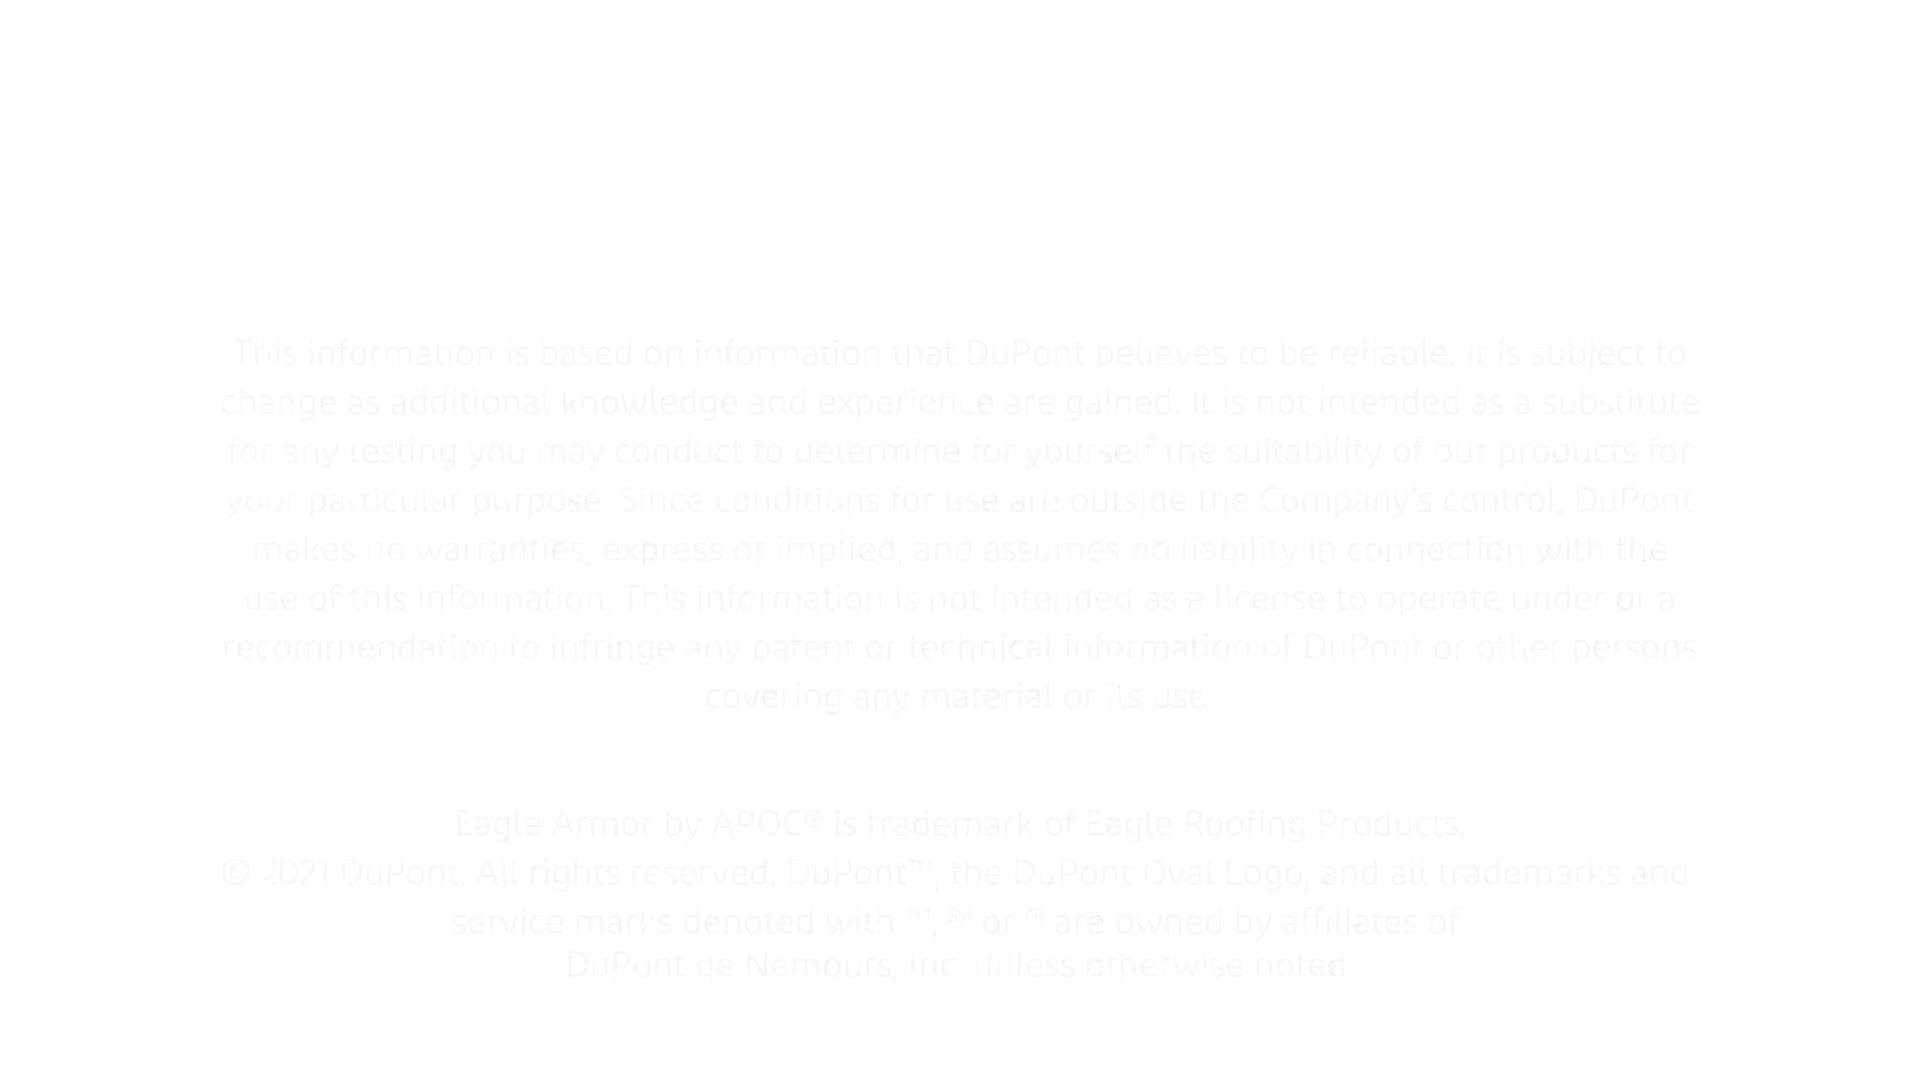 This information is based on information that DuPont believes to be reliable. It is subject to
change as additional knowledge and experience are gained. It is not intended as a substitute
for any testing you may conduct to determine for yourself the suitability of our products for
your particular purpose. Since conditions for use are outside the Company's control, DuPont
makes no warranties, express or implied, and assumes no liability in connection with the
use of this information. This information is not intended as a license to operate under or a
recommendation to infringe any patent or technical information of DuPont or other persons
covering any material or its use.
Eagle Armor by APOC® is trademark of Eagle Roofing Products.
© 2021 DuPont. All rights reserved. DuPont™, the DuPont Oval Logo, and all trademarks and
service marks denoted with ™, ℠ or ® are owned by affiliates of
DuPont de Nemours, Inc. unless otherwise noted